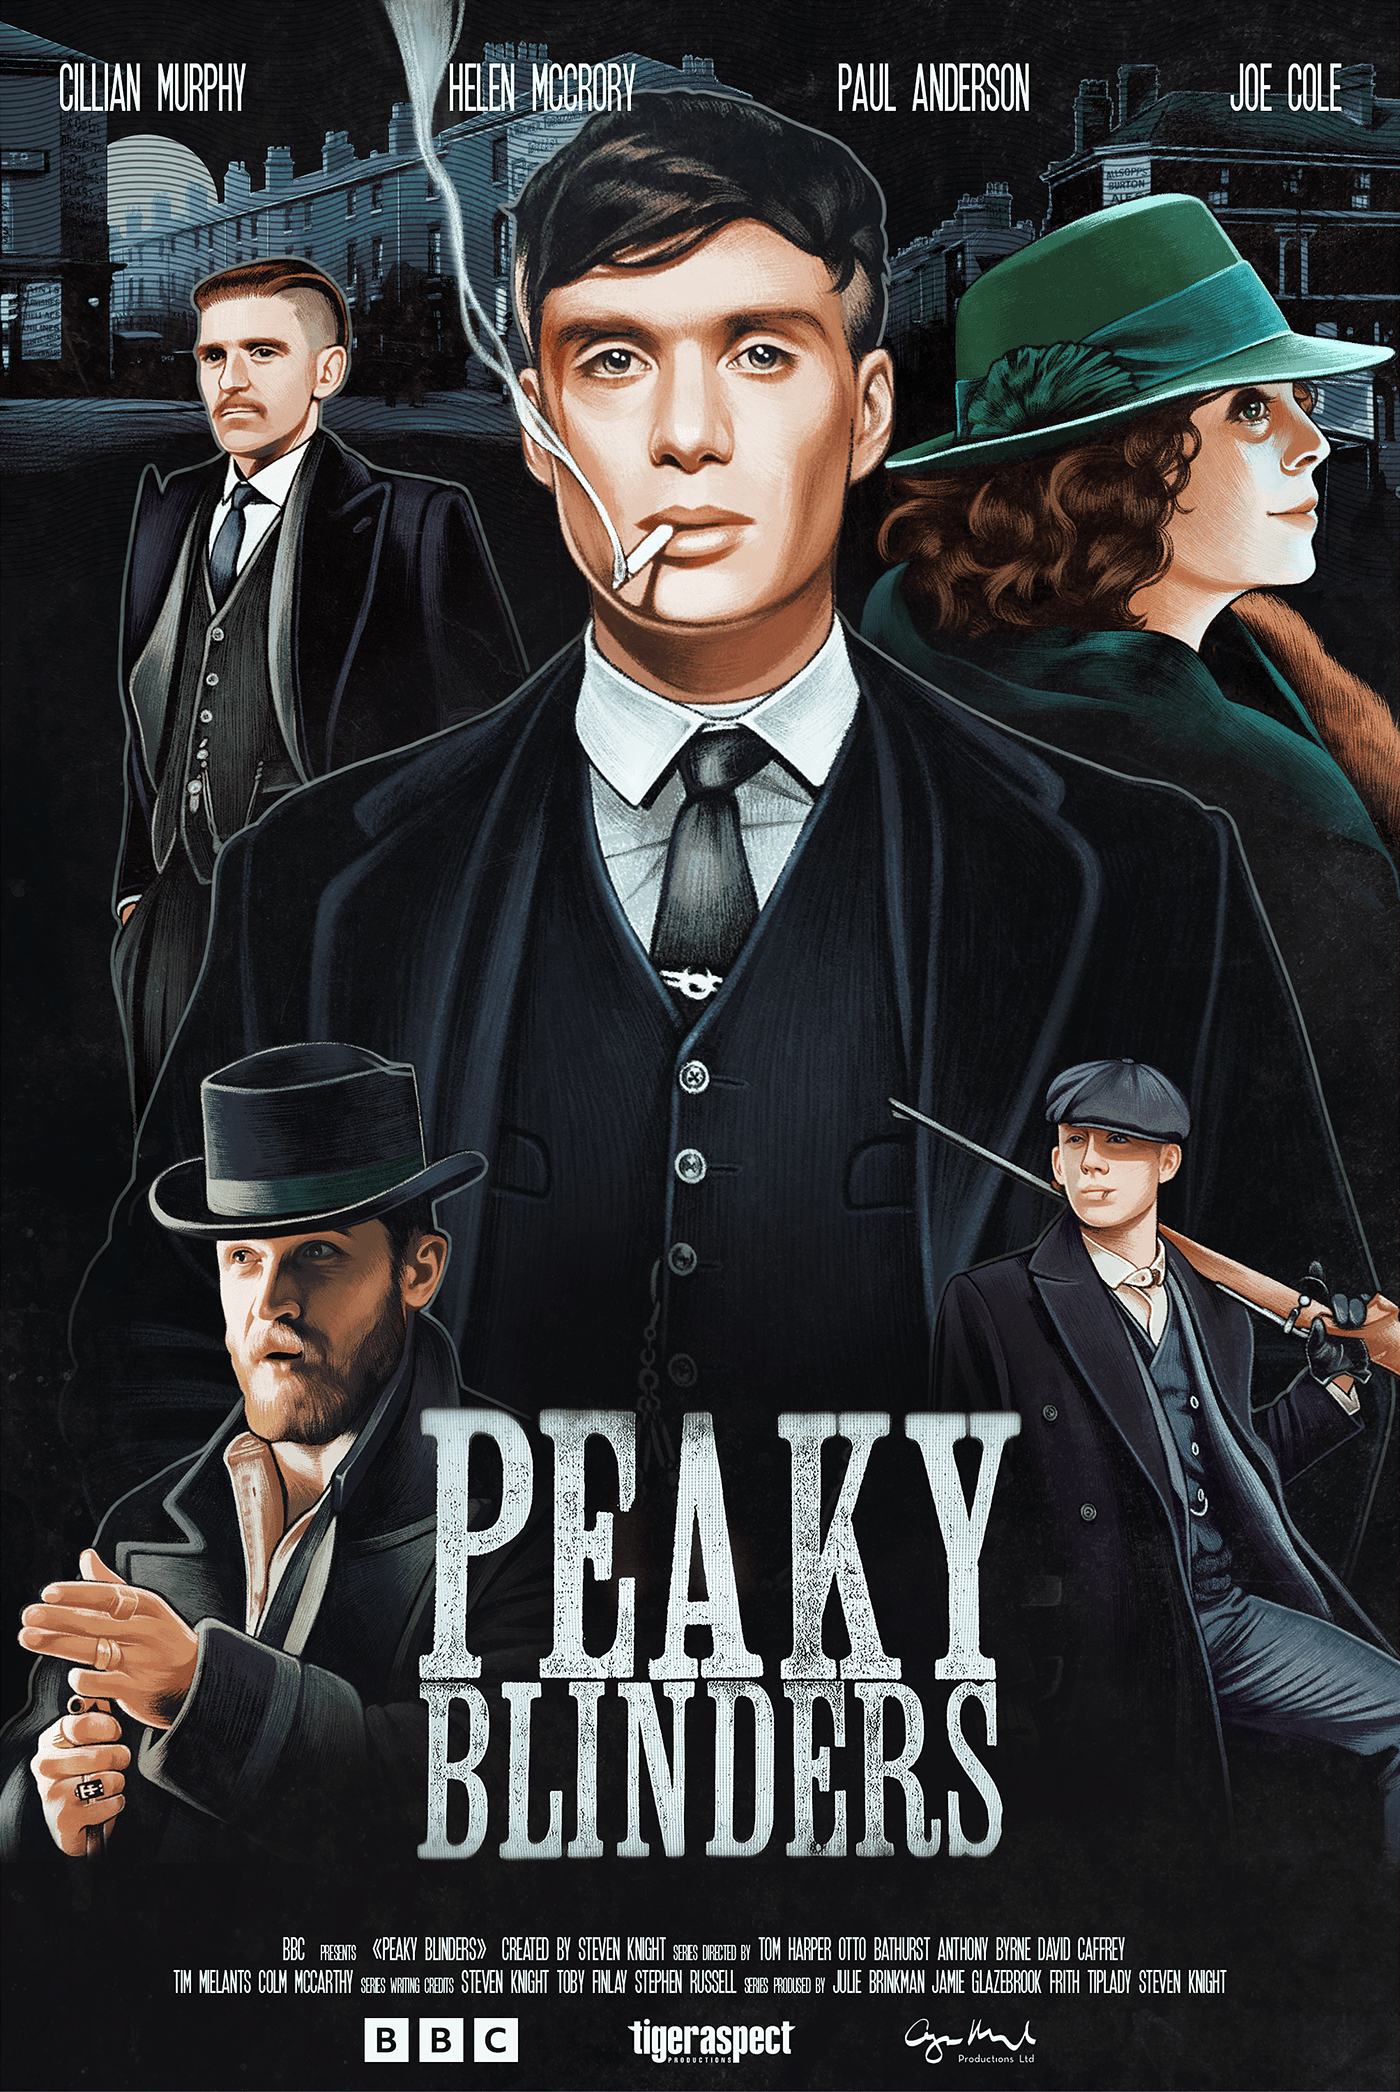 CILLIAN MURPHY HELEN MCCRORY PAUL ANDERSON JOE COLE
ALLSOPP'S
BURTON
PEAKY
BLINDERS
BBC PRESENTS «PEAKY BLINDERS» CREATED BY STEVEN KNIGHT SERIES DIRECTED BY TOM HARPER OTTO BATHURST ANTHONY BYRNE DAVID CAFFREY
TIM MIELANTS COLM MCCARTHY SERIES WRITING CREDITS STEVEN KNIGHT TOBY FINLAY STEPHEN RUSSELL SERIES PRODUSED BY JULIE BRINKMAN JAMIE GLAZEBROOK FRITH TIPLADY STEVEN KNIGHT
BBC tigeraspect
PRODUCTIONS
Productions Ltd